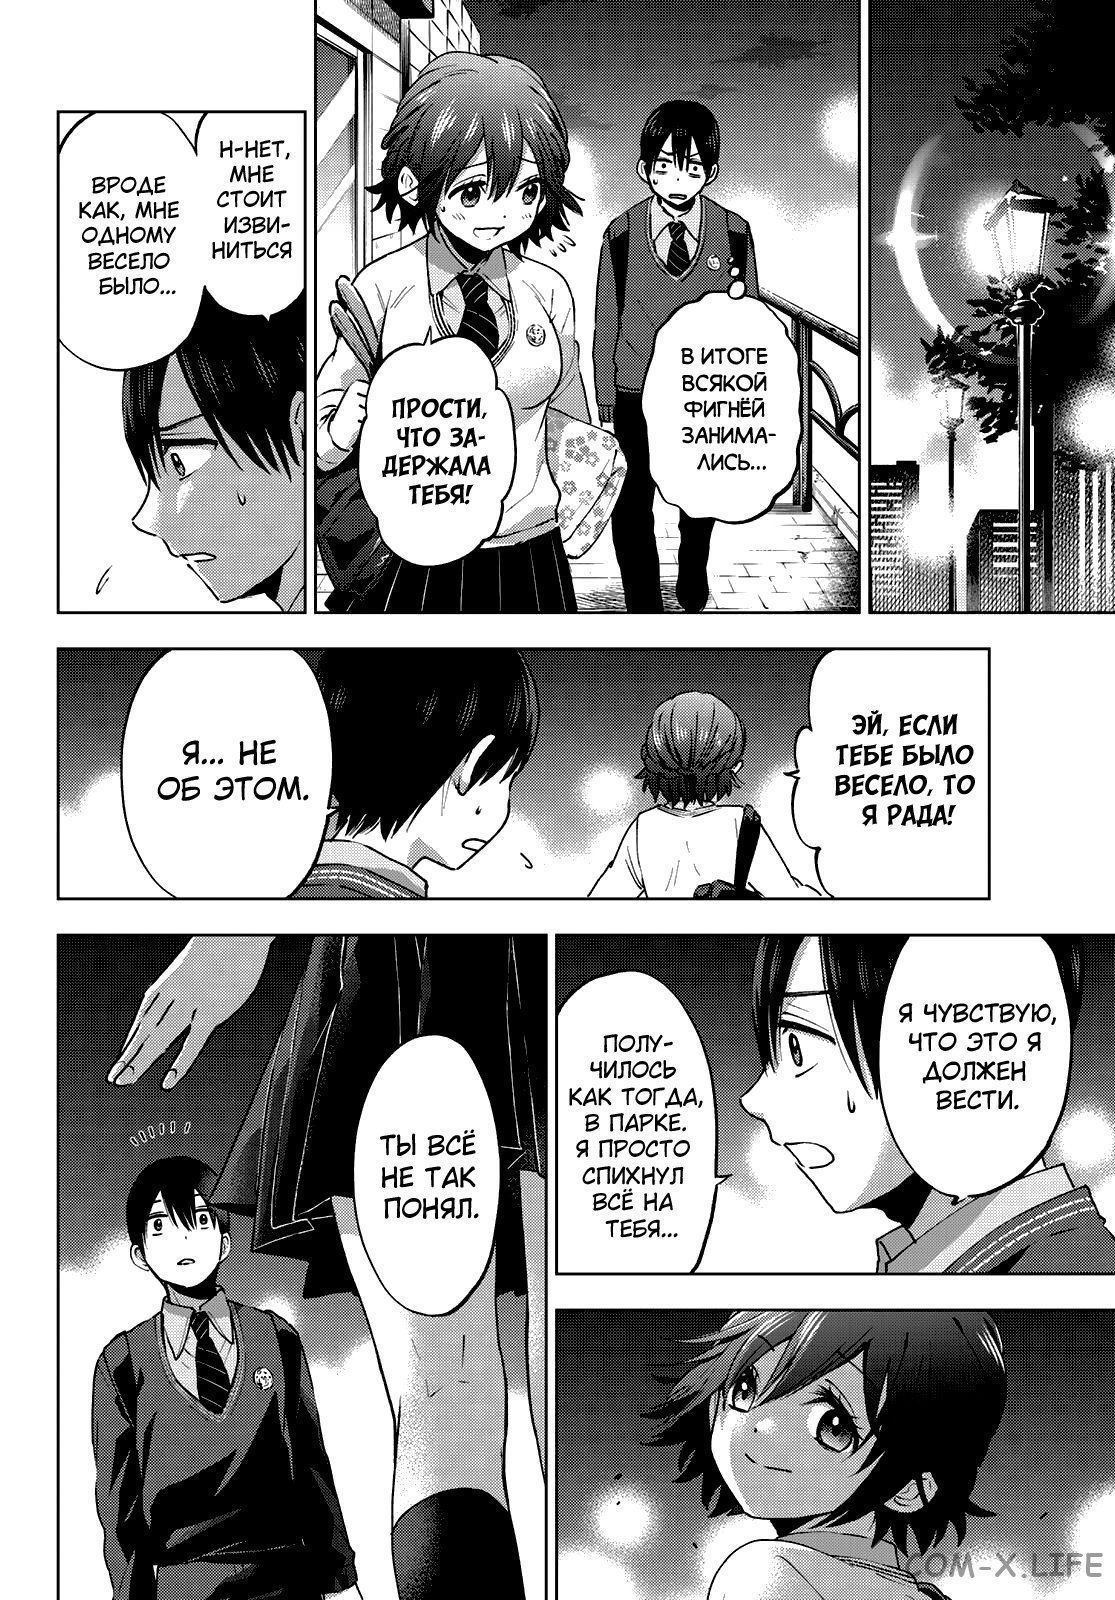 В ИТОГЕ
ВСЯКОЙ
ФИГНЁЙ
ЗАНИМА-
ЛИСЬ...
ПРОСТИ,
ЧТО ЗА-
ДЕРЖАЛА
ТЕБЯ!
Н-НЕТ,
МНЕ
СТОИТ
ИЗВИ-
НИТЬСЯ
ВРОДЕ
КАК, МНЕ
ОДНОМУ
ВЕСЕЛО
БЫЛО...
ЭЙ, ЕСЛИ
ТЕБЕ БЫЛО
ВЕСЕЛО, ТО
Я РАДА!
Я... НЕ
ОБ ЭТОМ.
Я ЧУВСТВУЮ,
ЧТО ЭТО Я
ДОЛЖЕН
ВЕСТИ.
ПОЛУ-
ЧИЛОСЬ
КАК ТОГДА,
В ПАРКЕ.
Я ПРОСТО
СПИХНУЛ
ВСЁ НА
ТЕБЯ...
ТЫ ВСЁ
НЕ ТАК
ПОНЯЛ.
COM-X.LIFE